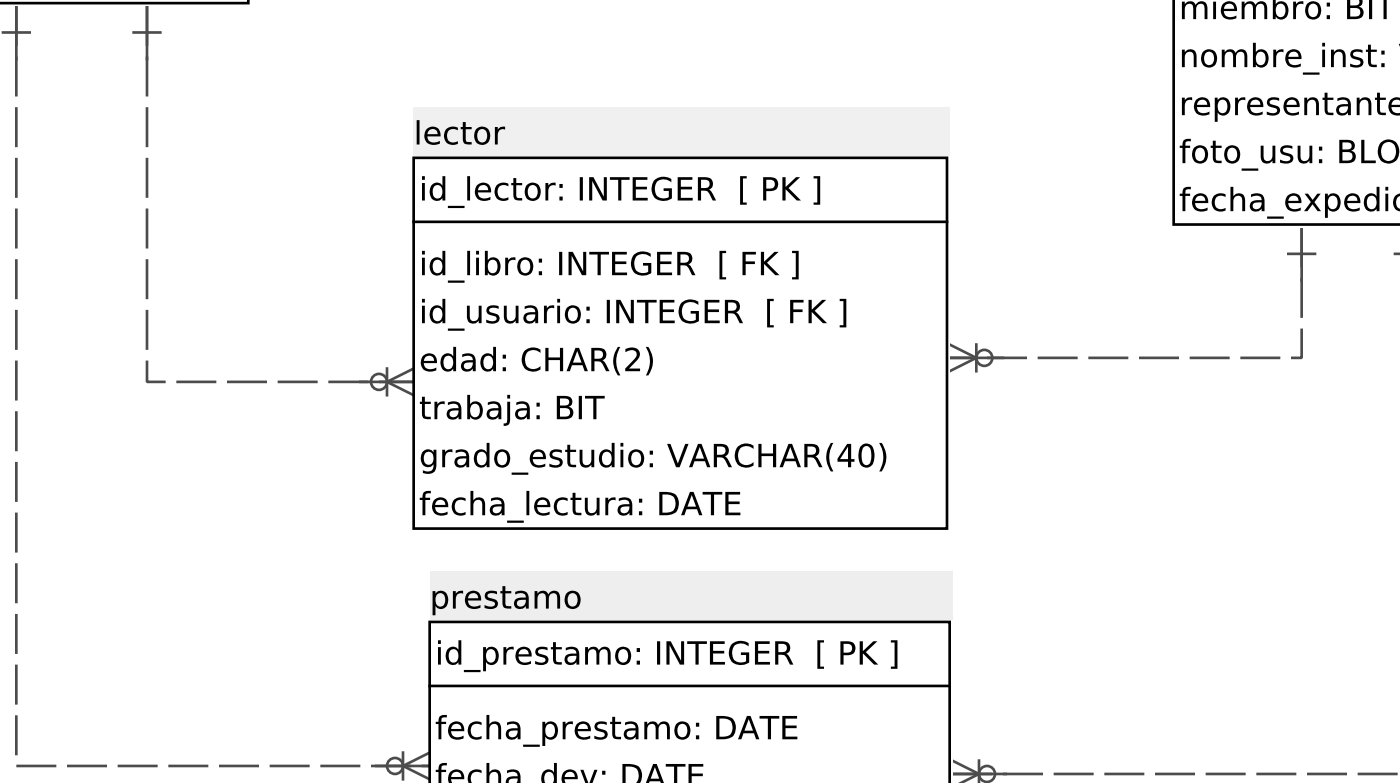 miembro: BIT
nombre_inst:
representante
foto_usu:
lector
id_lector: INTEGER [ PK ]
id_libro: INTEGER [ FK ]
id_usuario: INTEGER [ FK ]
edad: CHAR(2)
trabaja: BIT
grado_estudio: VARCHAR(40)
fecha_lectura: DATE
prestamo
id_prestamo: INTEGER [ PK ]
fecha_prestamo: DATE
fecha_dev: DATE